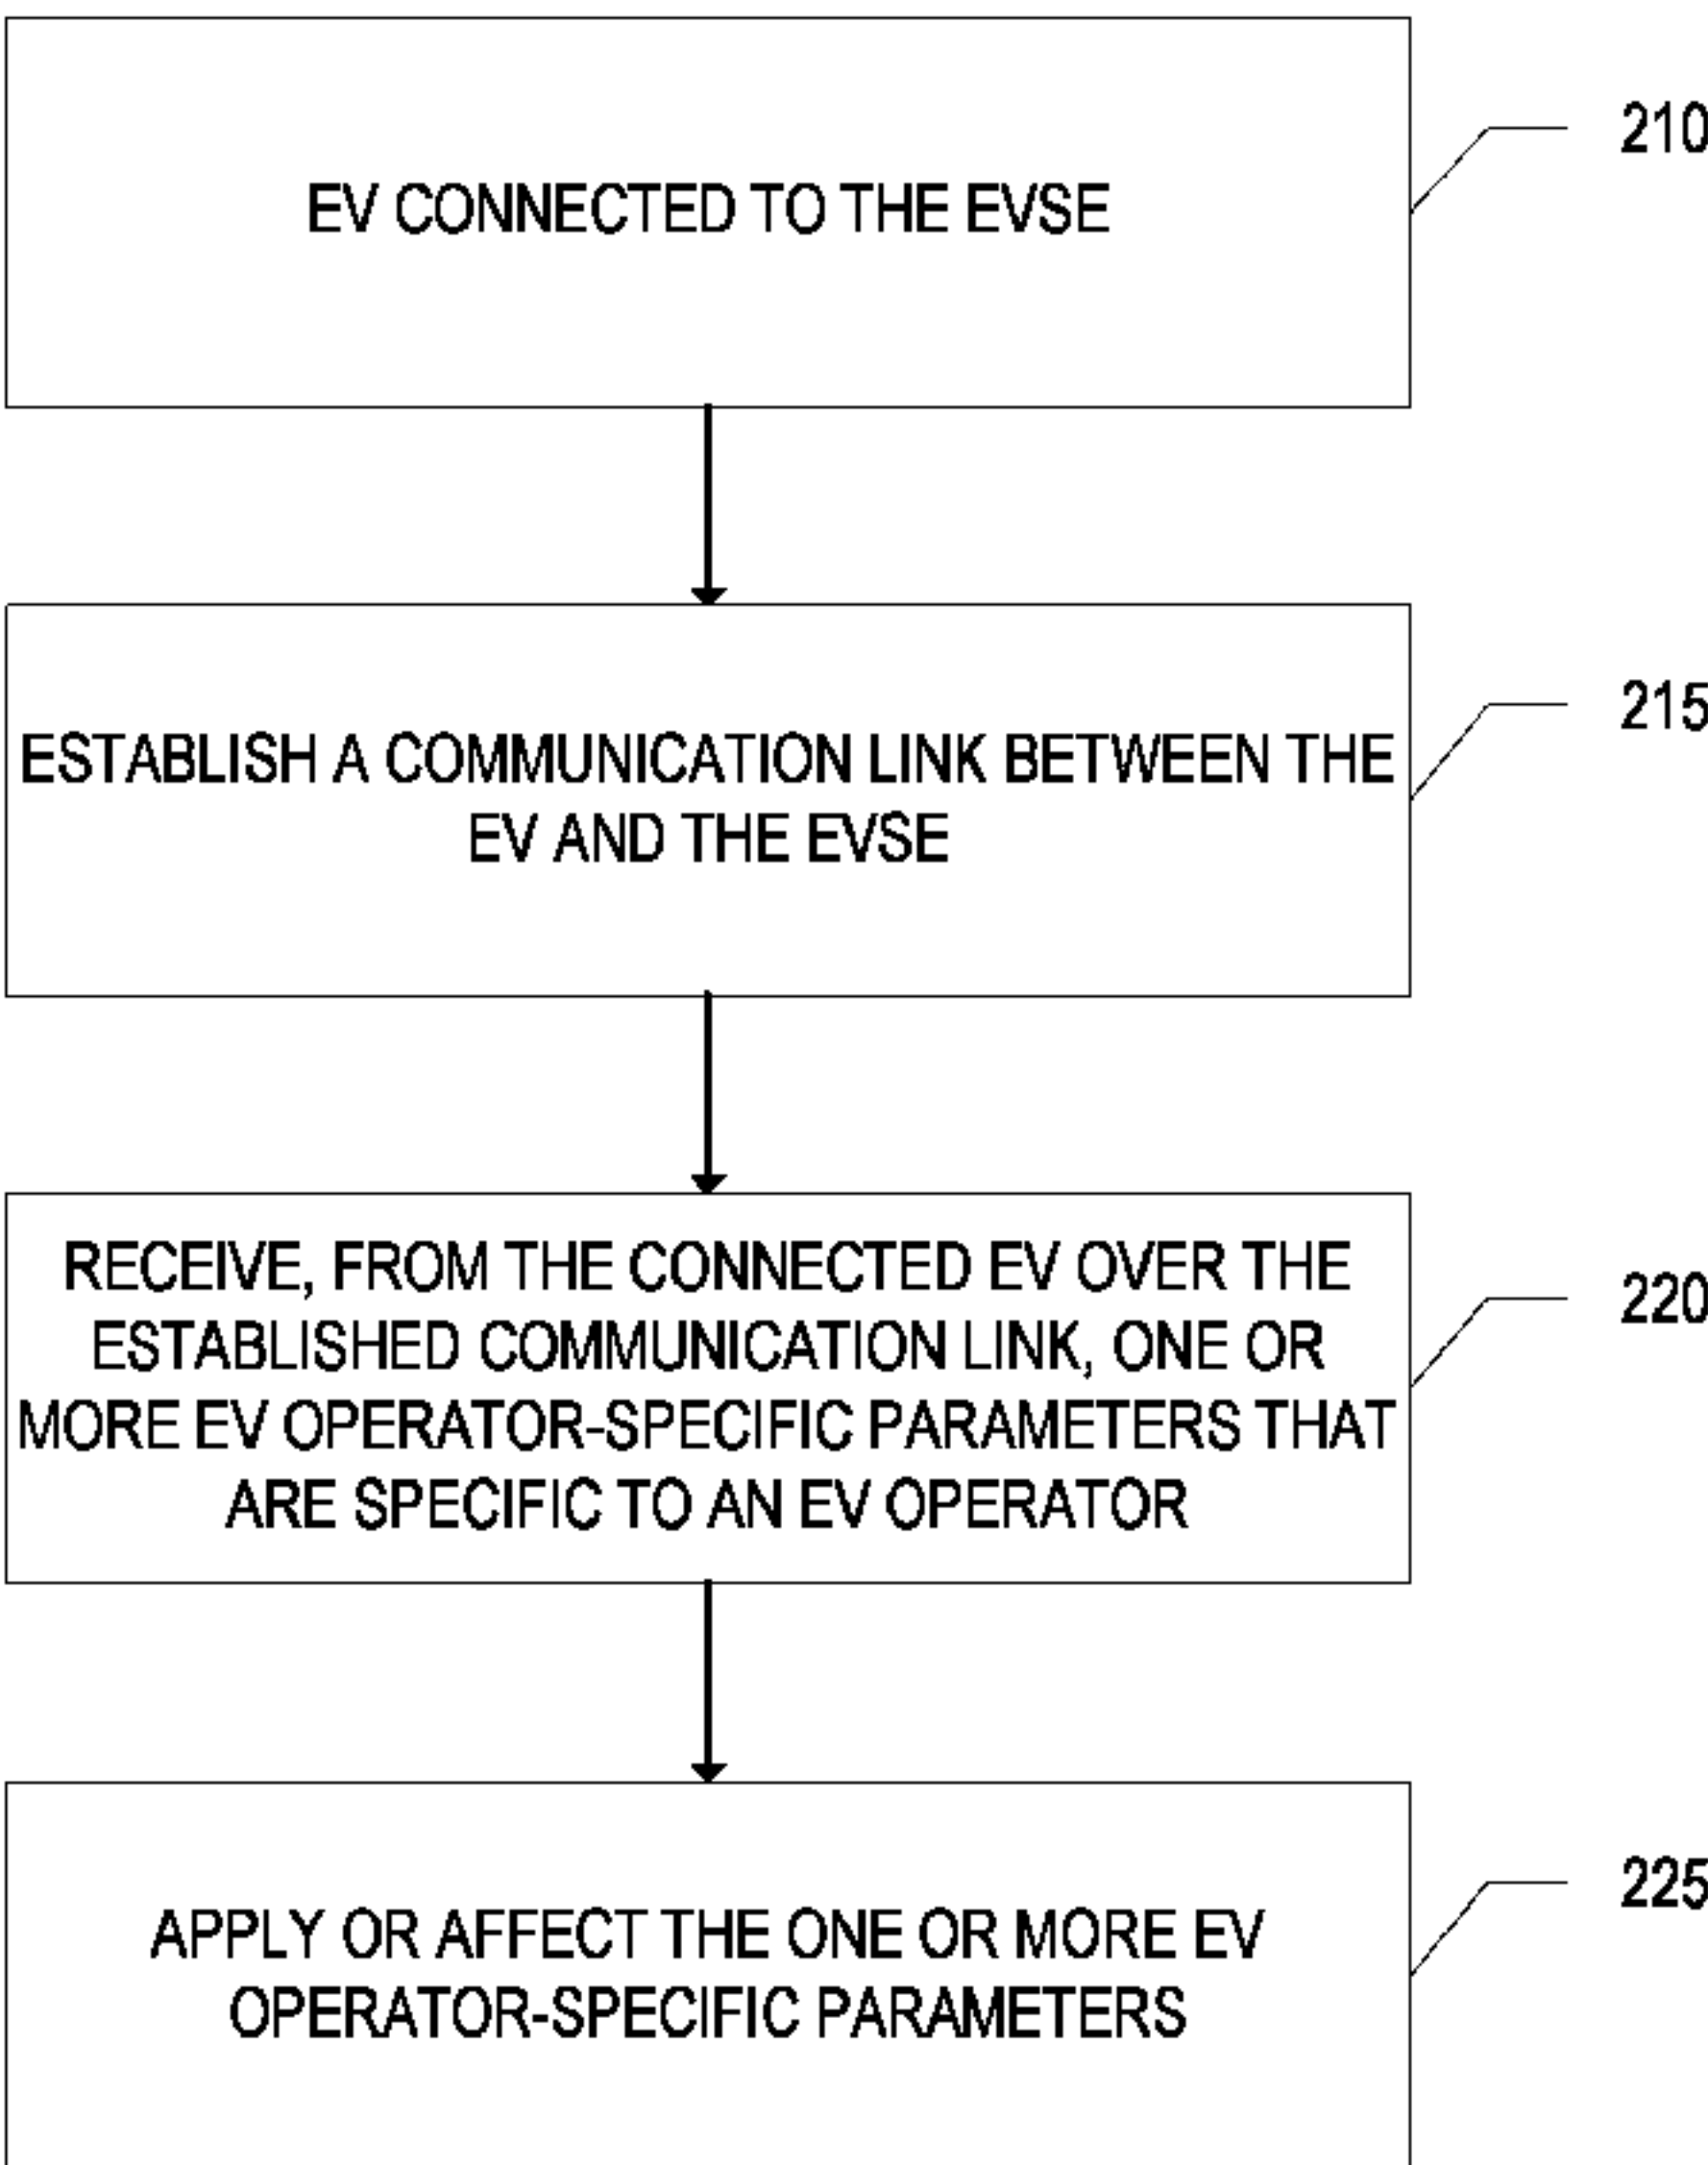 EV CONNECTED TO THE EVSE
210
ESTABLISH A COMMUNICATION LINK BETWEEN THE
EV AND THE EVSE
215
RECEIVE, FROM THE CONNECTED EV OVER THE
ESTABLISHED COMMUNICATION LINK, ONE OR
MORE EV OPERATOR-SPECIFIC PARAMETERS THAT
ARE SPECIFIC TO AN EV OPERATOR
220
APPLY OR AFFECT THE ONE OR MORE EV
OPERATOR-SPECIFIC PARAMETERS
225